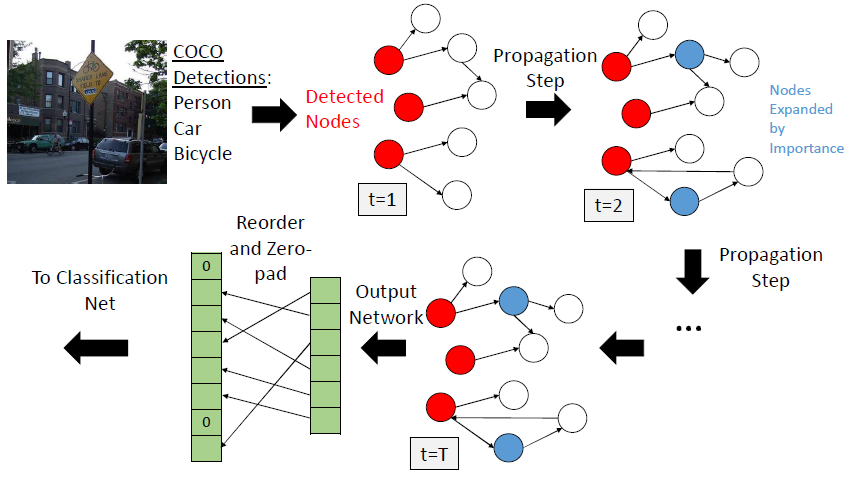 COCO
Detections:
Person
Car
Bicycle
Detected
Nodes
t=1
Propagation
Step
t=2
Nodes
Expanded
by
Importance
Propagation
Step
...
t=T
Output
Network
Reorder
and Zero-
pad
0
0
To Classification
Net